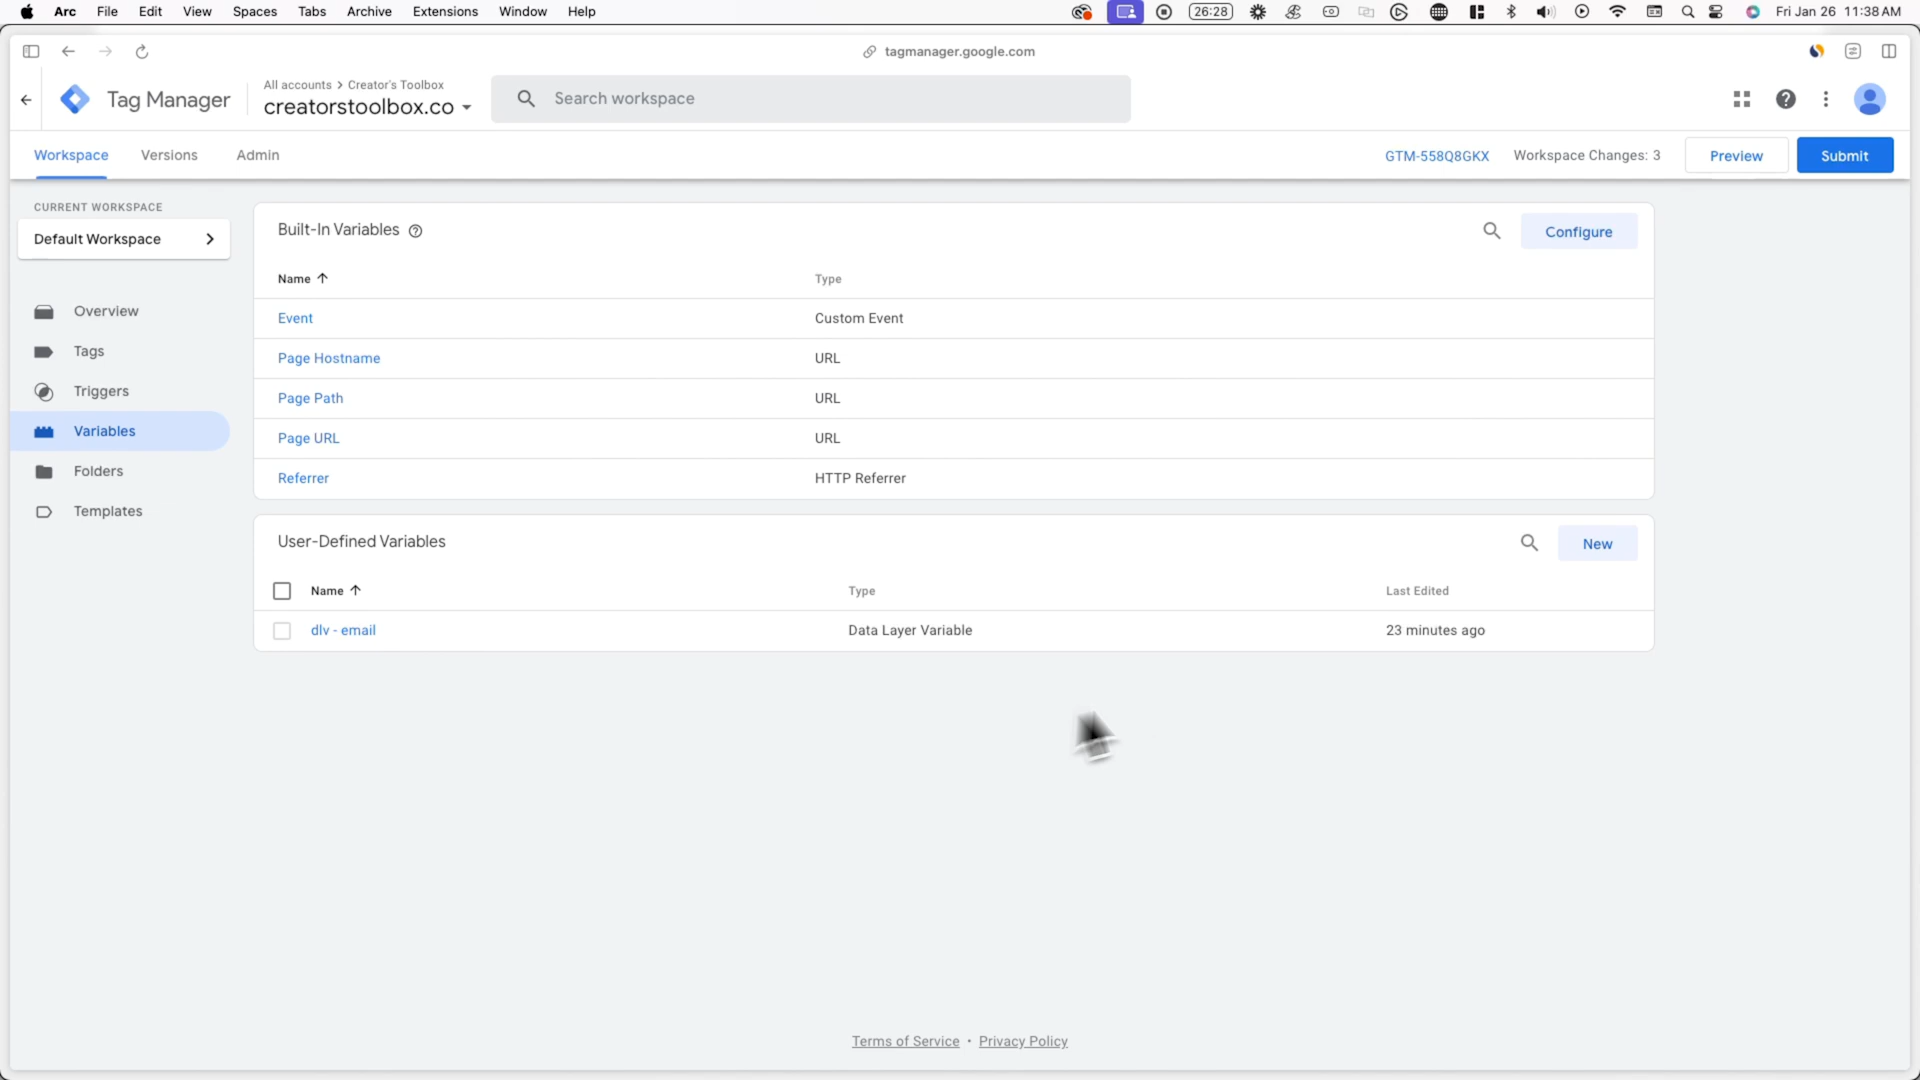 Arc File Edit View Spaces Tabs Archive Extensions Window Help 26:28 Fri Jan 26 11:38 AM
tagmanager.google.com
All accounts > Creator's Toolbox
Tag Manager creatorstoolbox.co Search workspace
Workspace Versions Admin GTM-558Q8GKX Workspace Changes: 3 Preview Submit
CURRENT WORKSPACE
Default Workspace
Overview
Tags
Triggers
Variables
Folders
Templates
Built-In Variables Configure
Name Type
Event Custom Event
Page Hostname URL
Page Path URL
Page URL URL
Referrer HTTP Referrer
User-Defined Variables New
Name Type Last Edited
dlv - email Data Layer Variable 23 minutes ago
Terms of Service • Privacy Policy